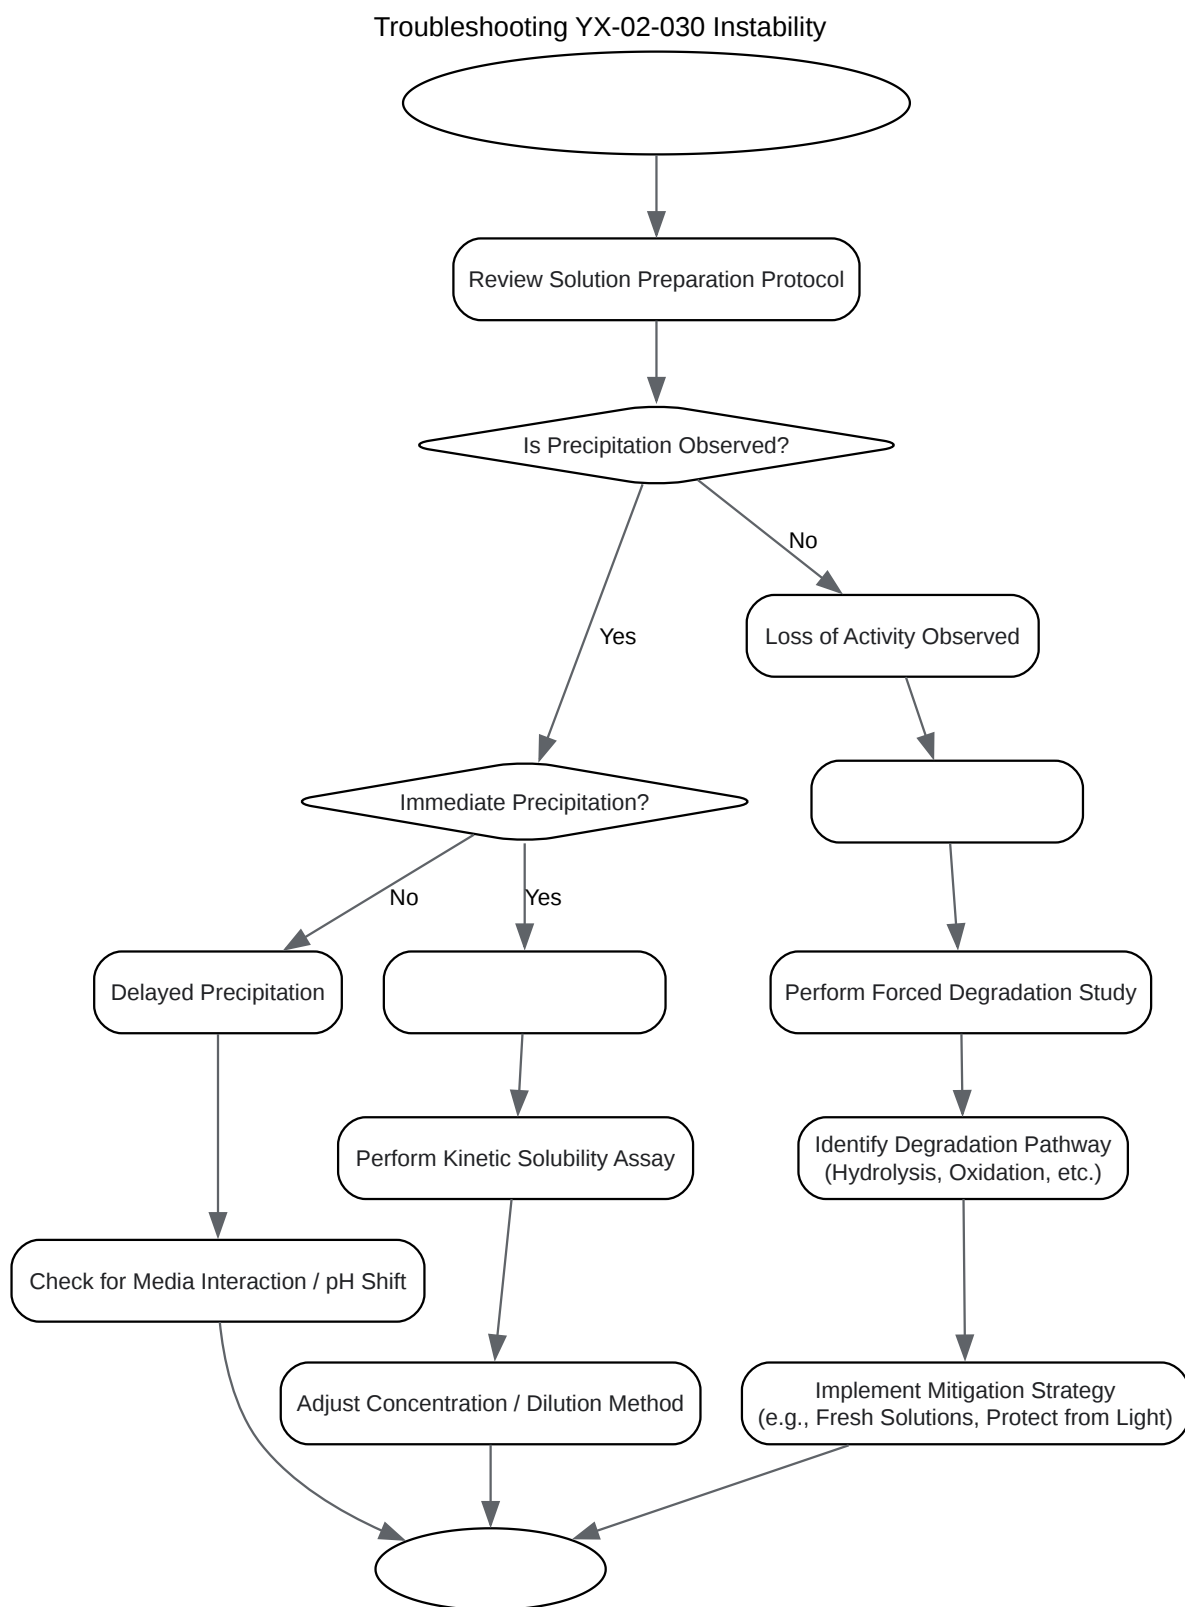 Troubleshooting YX-02-030 Instability
Review Solution Preparation Protocol
Is Precipitation Observed?
No
Yes
Loss of Activity Observed
Immediate Precipitation?
No
Yes
Delayed Precipitation
Perform Forced Degradation Study
Perform Kinetic Solubility Assay
Identify Degradation Pathway
(Hydrolysis, Oxidation, etc.)
Check for Media Interaction / pH Shift
Adjust Concentration / Dilution Method
Implement Mitigation Strategy
(e.g., Fresh Solutions, Protect from Light)